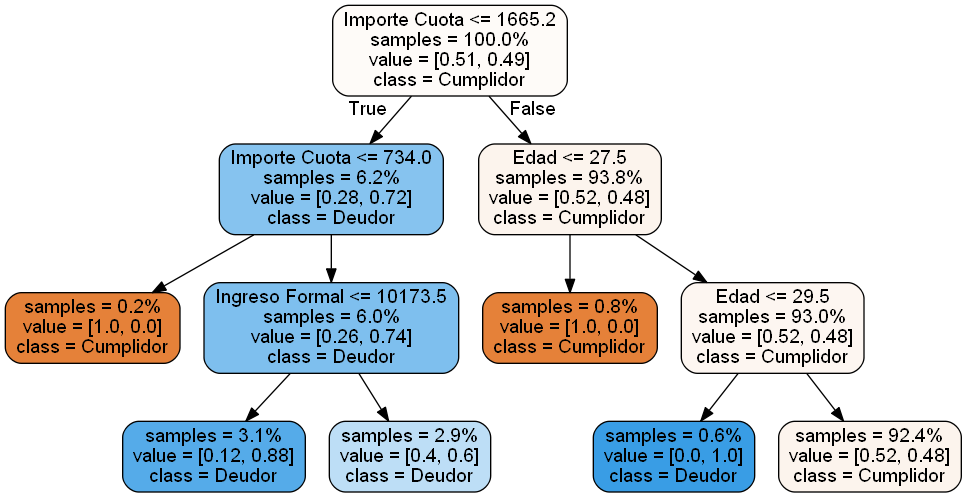 Importe Cuota <= 1665.2
samples = 100.0%
value = [0.51, 0.49]
class = Cumplidor
True
False
Importe Cuota <= 734.0
samples = 6.2%
value = [0.28, 0.72]
class = Deudor
Edad <= 27.5
samples = 93.8%
value = [0.52, 0.48]
class = Cumplidor
samples = 0.2%
value = [1.0, 0.0]
class = Cumplidor
Ingreso Formal <= 10173.5
samples = 6.0%
value = [0.26, 0.74]
class = Deudor
samples = 0.8%
value = [1.0, 0.0]
class = Cumplidor
Edad <= 29.5
samples = 93.0%
value = [0.52, 0.48]
class = Cumplidor
samples = 3.1%
value = [0.12, 0.88]
class = Deudor
samples = 2.9%
value = [0.4, 0.6]
class = Deudor
samples = 0.6%
value = [0.0, 1.0]
class = Deudor
samples = 92.4%
value = [0.52, 0.48]
class = Cumplidor